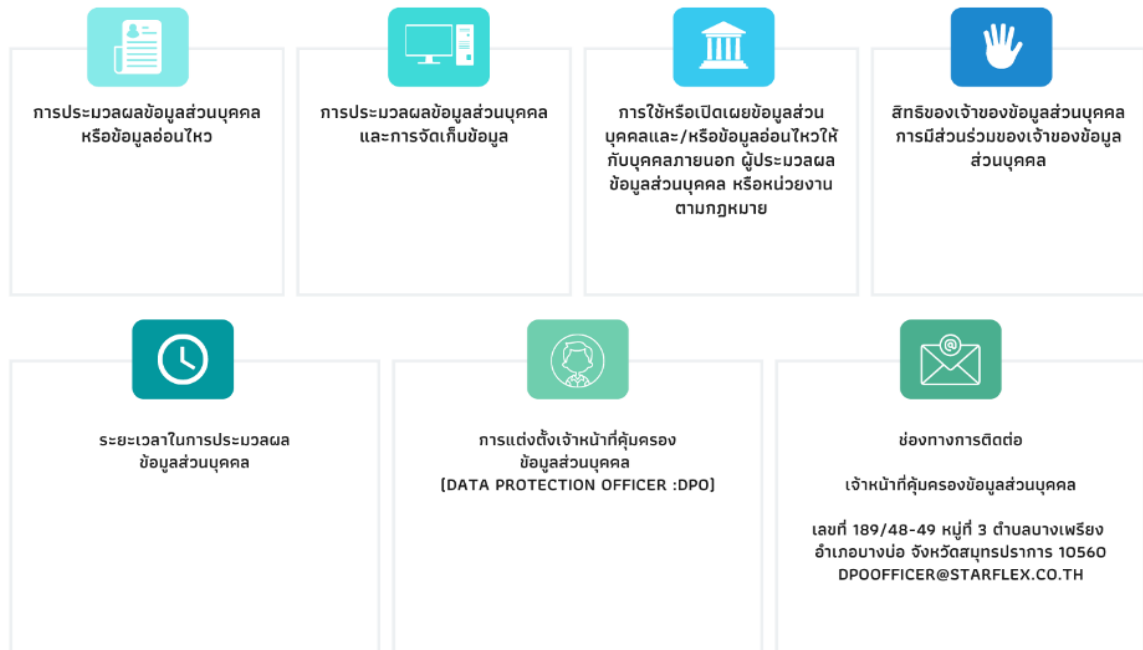 การประมวลผลข้อมูลส่วนบุคคล
หรือข้อมูลอ่อนไหว
การประมวลผลข้อมูลส่วนบุคคล
และการจัดเก็บข้อมูล
การใช้หรือเปิดเผยข้อมูลส่วน
บุคคลและ/หรือข้อมูลอ่อนไหวให้
กับบุคคลภายนอก ผู้ประมวลผล
ข้อมูลส่วนบุคคล หรือหน่วยงาน
ตามกฎหมาย
สิทธิของเจ้าของข้อมูลส่วนบุคคล
การมีส่วนร่วมของเจ้าของข้อมูล
ส่วนบุคคล
ระยะเวลาในการประมวลผล
ข้อมูลส่วนบุคคล
การแต่งตั้งเจ้าหน้าที่คุ้มครอง
ข้อมูลส่วนบุคคล
(DATA PROTECTION OFFICER :DPO)
@
ช่องทางการติดต่อ
เจ้าหน้าที่คุ้มครองข้อมูลส่วนบุคคล
เลขที่ 189/48-49 หมู่ที่ 3 ตำบลบางเพรียง
อำเภอบางบ่อ จังหวัดสมุทรปราการ 10560
DPOOFFICER@STARFLEX.CO.TH